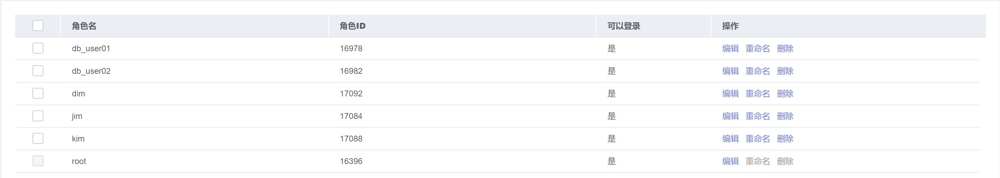 角色名 角色ID 可以登录 操作
db_user01 16978 是 编辑 重命名 删除
db_user02 16982 是 编辑 重命名 删除
dim 17092 是 编辑 重命名 删除
jim 17084 是 编辑 重命名 删除
kim 17088 是 编辑 重命名 删除
root 16396 是 编辑 重命名 删除